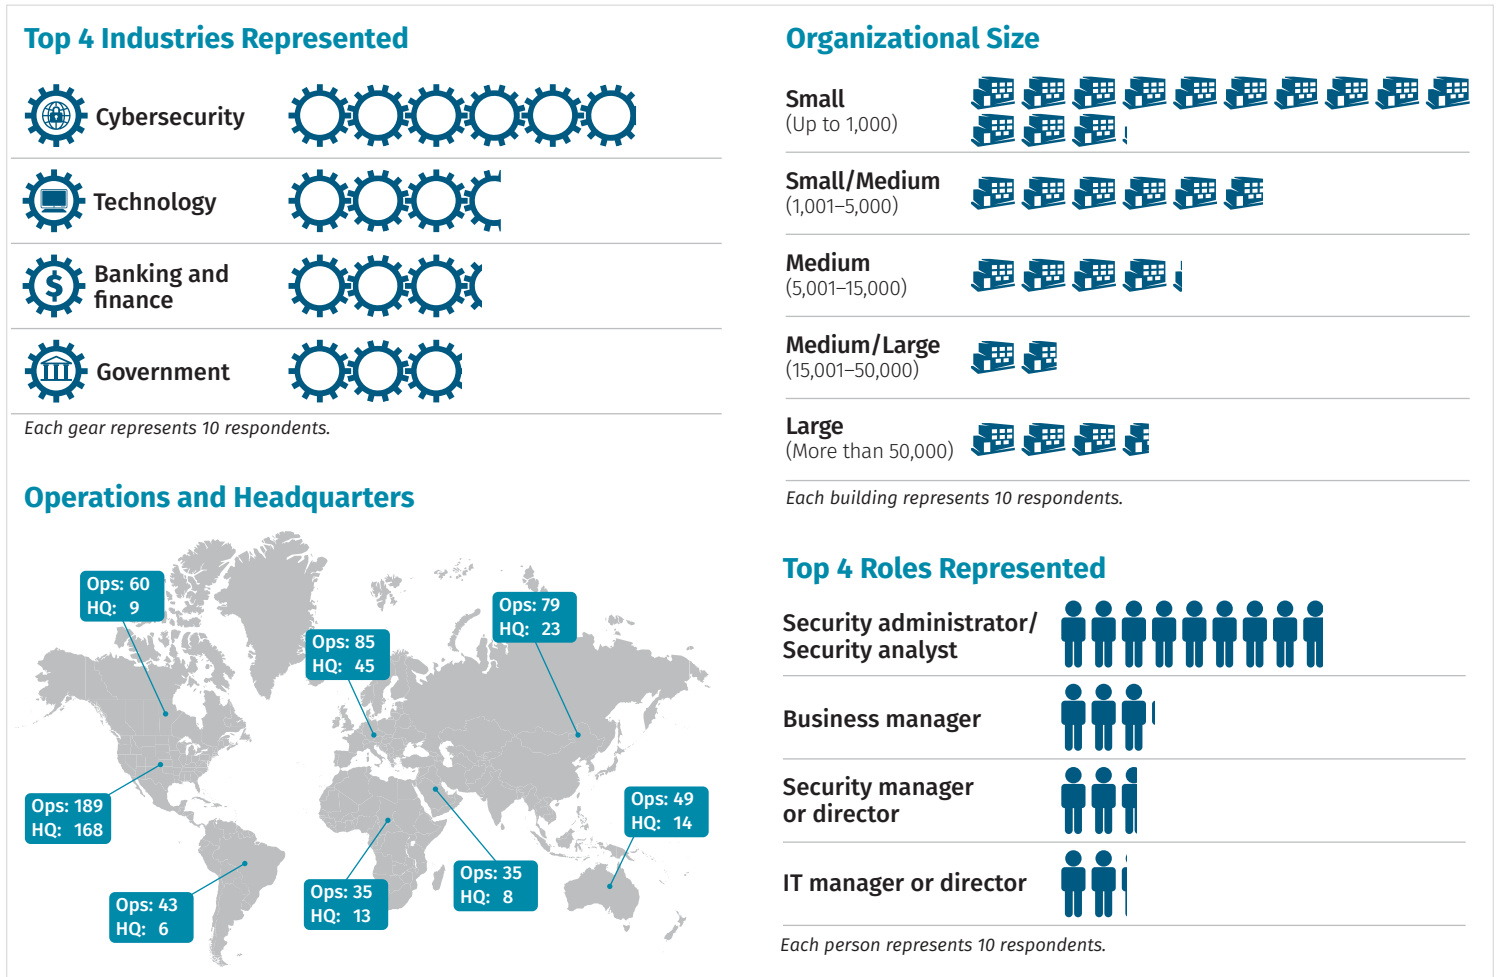 Top 4 Industries Represented
Cybersecurity
Technology
$
Banking and
finance
Government
Each gear represents 10 respondents.
Operations and Headquarters
Ops: 60
HQ: 9
Ops: 85
HQ: 45
Ops: 79
HQ: 23
Ops: 189
HQ: 168
Ops: 49
HQ: 14
Ops: 43
HQ: 6
Ops: 35
HQ: 13
Ops: 35
HQ: 8
Organizational Size
Small
(Up to 1,000)
Small/Medium
(1,001–5,000)
Medium
(5,001–15,000)
Medium/Large
(15,001–50,000)
Large
(More than 50,000)
Each building represents 10 respondents.
Top 4 Roles Represented
Security administrator/
Security analyst
Business manager
Security manager
or director
IT manager or director
Each person represents 10 respondents.